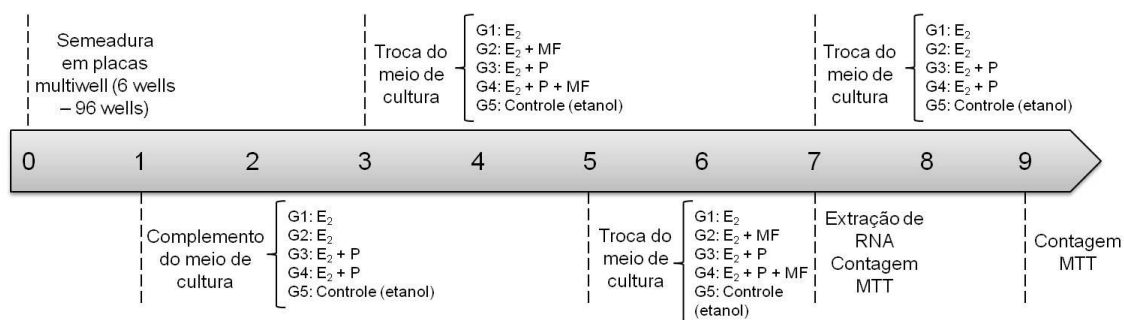 Semeadura
em placas
multiwell (6 wells
– 96 wells)
Troca do
meio de
cultura
G1: E₂
G2: E₂ + MF
G3: E₂ + P
G4: E₂ + P + MF
G5: Controle (etanol)
Troca do
meio de
cultura
G1: E₂
G2: E₂
G3: E₂ + P
G4: E₂ + P
G5: Controle (etanol)
0 1 2 3 4 5 6 7 8 9
Complemento
do meio de
cultura
G1: E₂
G2: E₂
G3: E₂ + P
G4: E₂ + P
G5: Controle (etanol)
Troca do
meio de
cultura
G1: E₂
G2: E₂ + MF
G3: E₂ + P
G4: E₂ + P + MF
G5: Controle
(etanol)
Extração de
RNA
Contagem
MTT
Contagem
MTT